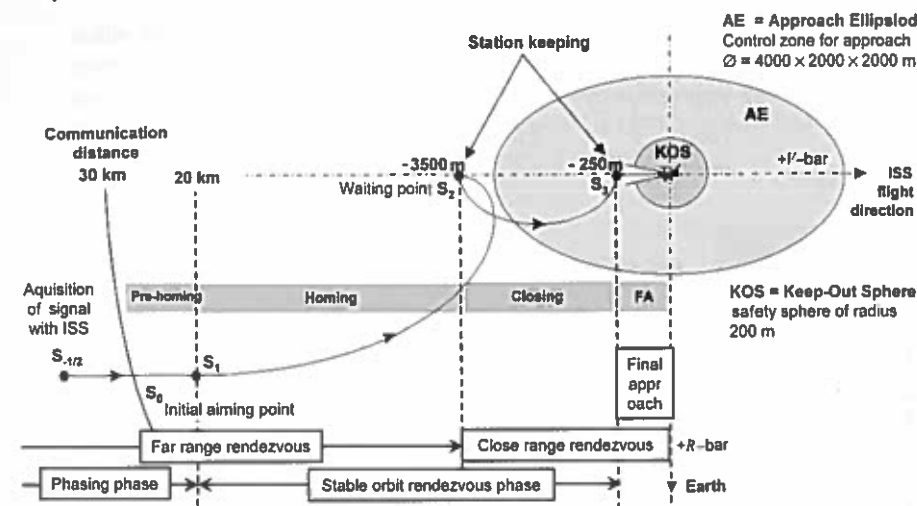 AE = Approach Ellipslod
Control zone for approach
Ø = 4000 × 2000 × 2000 m
Station keeping
AE
Communication
distance
30 km
20 km
-3500 m
-250 m
KOS
+V-bar
Waiting point S2
S3
ISS
flight
direction
Aquisition
of signal
with ISS
Pre-homing
Homing
Closing
FA
KOS = Keep-Out Sphere
safety sphere of radius
200 m
S-1/2
S1
S0
Initial aiming point
Final
appr
oach
Far range rendezvous
Close range rendezvous
+R-bar
Phasing phase
Stable orbit rendezvous phase
Earth